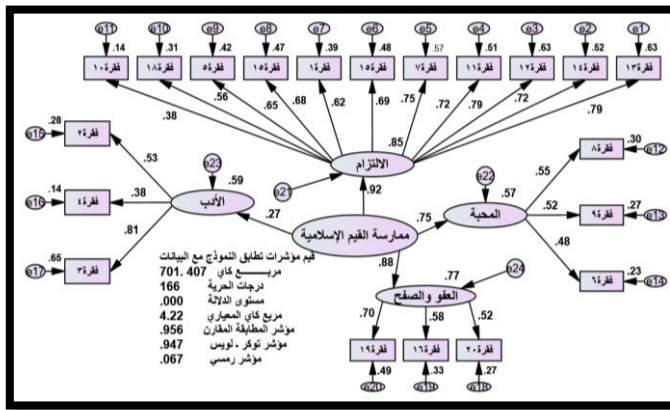 e11 e10 e9 e8 e7 e6 e5 e4 e3 e2 e1
.14 .31 .42 .47 .39 .48 .57 .51 .63 .52 .63
فقرة١٠ فقرة١٨ فقرة٥ فقرة١٥ فقرة١ فقرة١٥ فقرة٧ فقرة١١ فقرة١٢ فقرة١٤ فقرة١٣
.38 .56 .65 .68 .62 .69 .75 .72 .79 .72 .79
.85
الالتزام
e21
.92
e15 .28 فقرة٢ .53
e16 .14 فقرة٤ .38
e17 .65 فقرة٣ .81
e23
.59
الأدب
.27
ممارسة القيم الإسلامية
.75
e22
.57
المحبة
.55 فقرة٨ .30 e12
.52 فقرة٩ .27 e13
.48 فقرة٦ .23 e14
.88
.77
e24
العفو والصفح
.70 .58 .52
فقرة١٩ فقرة١٦ فقرة٢٠
.49 .33 .27
e20 e19 e18
قيم مؤشرات تطابق النموذج مع البيانات
مربـــــع كاي 407 .701
درجات الحرية 166
مستوى الدلالة .000
مربع كاي المعياري 4.22
مؤشر المطابقة المقارن .956
مؤشر توكر ـ لويس .947
مؤشر رمسي .067